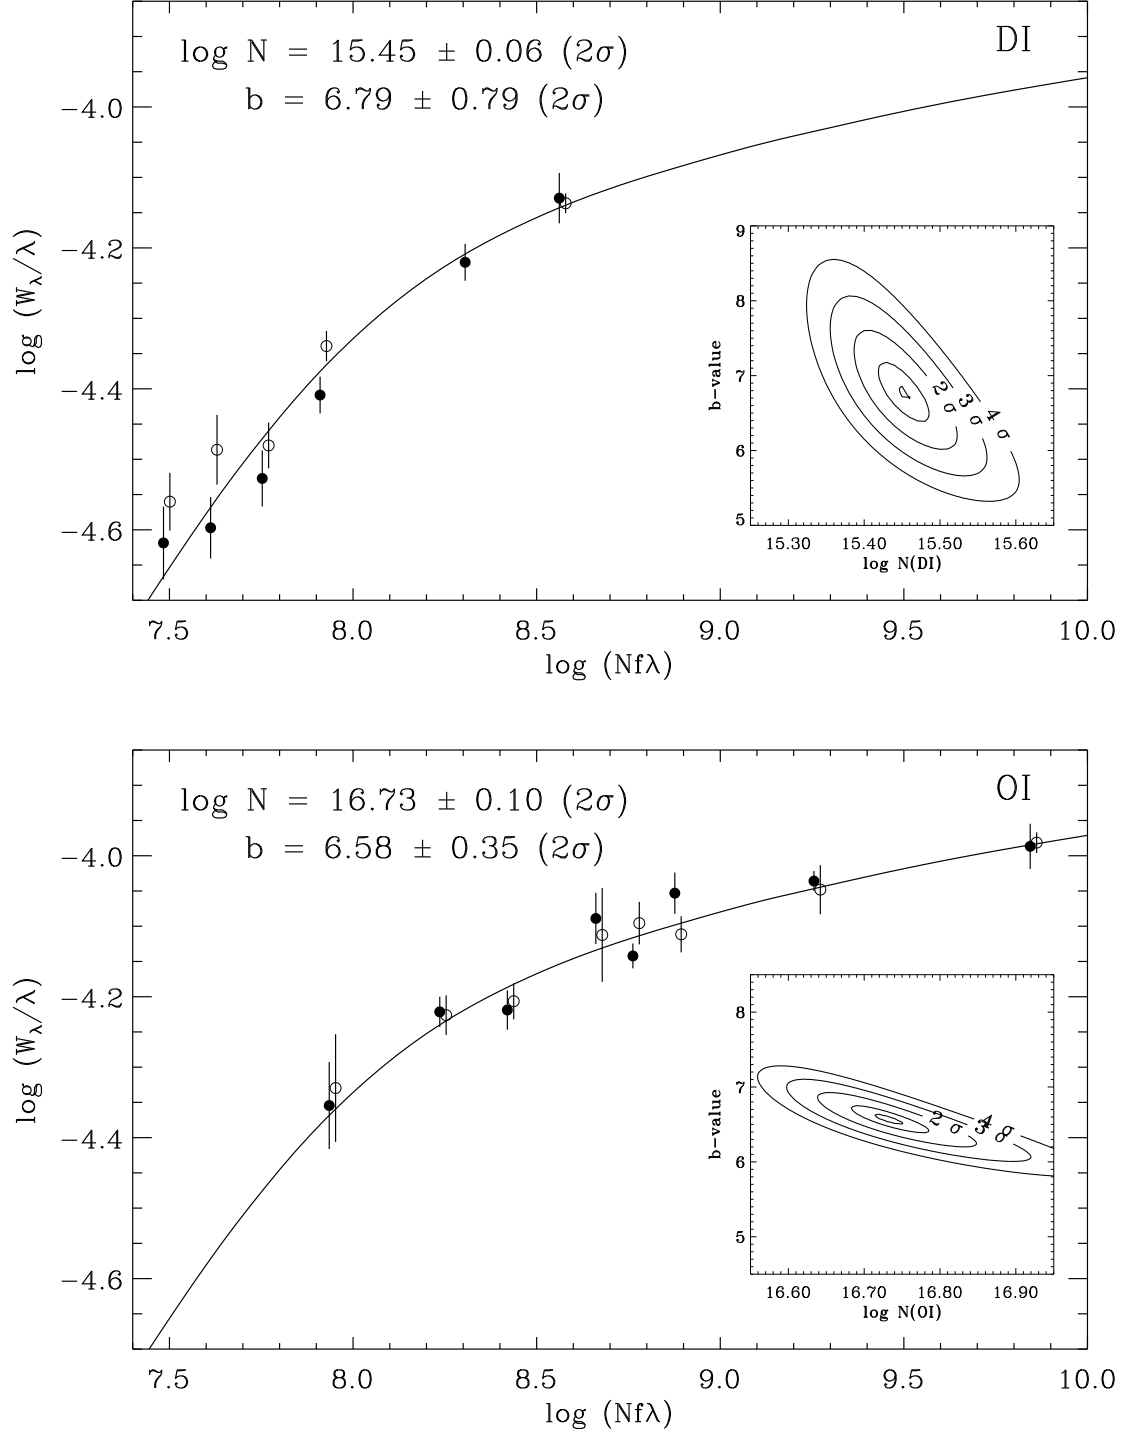 DI
log N = 15.45 ± 0.06 (2σ)
b = 6.79 ± 0.79 (2σ)
−4.0
−4.2
−4.4
−4.6
log (Wλ/λ)
7.5 8.0 8.5 9.0 9.5 10.0
log (Nfλ)
9
8
7
6
5
b−value
2 σ
3 σ
4 σ
15.30 15.40 15.50 15.60
log N(DI)
OI
log N = 16.73 ± 0.10 (2σ)
b = 6.58 ± 0.35 (2σ)
−4.0
−4.2
−4.4
−4.6
log (Wλ/λ)
7.5 8.0 8.5 9.0 9.5 10.0
log (Nfλ)
8
7
6
5
b−value
2 σ
3 σ
4 σ
16.60 16.70 16.80 16.90
log N(OI)